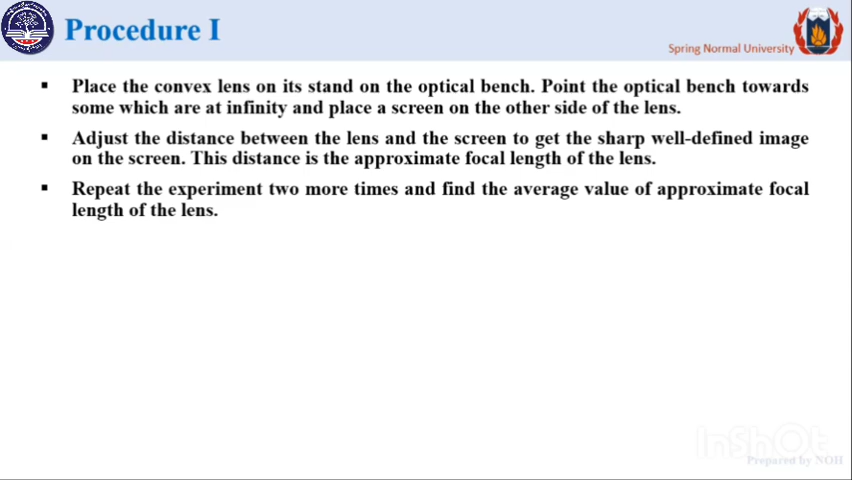 Procedure I
Spring Normal University
▪ Place the convex lens on its stand on the optical bench. Point the optical bench towards
some which are at infinity and place a screen on the other side of the lens.
▪ Adjust the distance between the lens and the screen to get the sharp well-defined image
on the screen. This distance is the approximate focal length of the lens.
▪ Repeat the experiment two more times and find the average value of approximate focal
length of the lens.
InShOt
Prepared by NOH